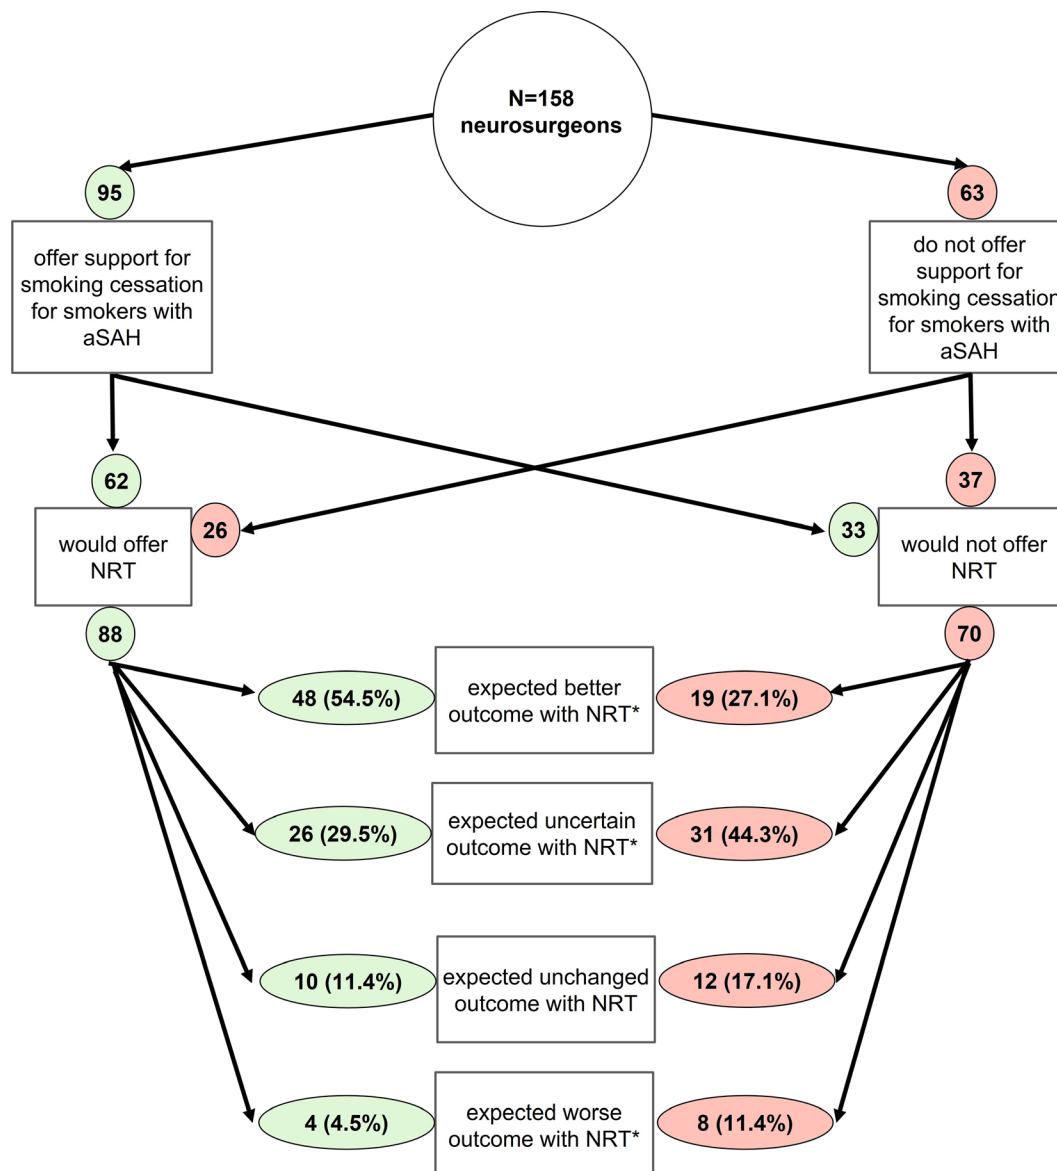 N=158
neurosurgeons
95
63
offer support for
smoking cessation
for smokers with
aSAH
do not offer
support for
smoking cessation
for smokers with
aSAH
62
37
26
33
would offer
NRT
would not offer
NRT
88
70
48 (54.5%)
expected better
outcome with NRT*
19 (27.1%)
26 (29.5%)
expected uncertain
outcome with NRT*
31 (44.3%)
10 (11.4%)
expected unchanged
outcome with NRT
12 (17.1%)
4 (4.5%)
expected worse
outcome with NRT*
8 (11.4%)